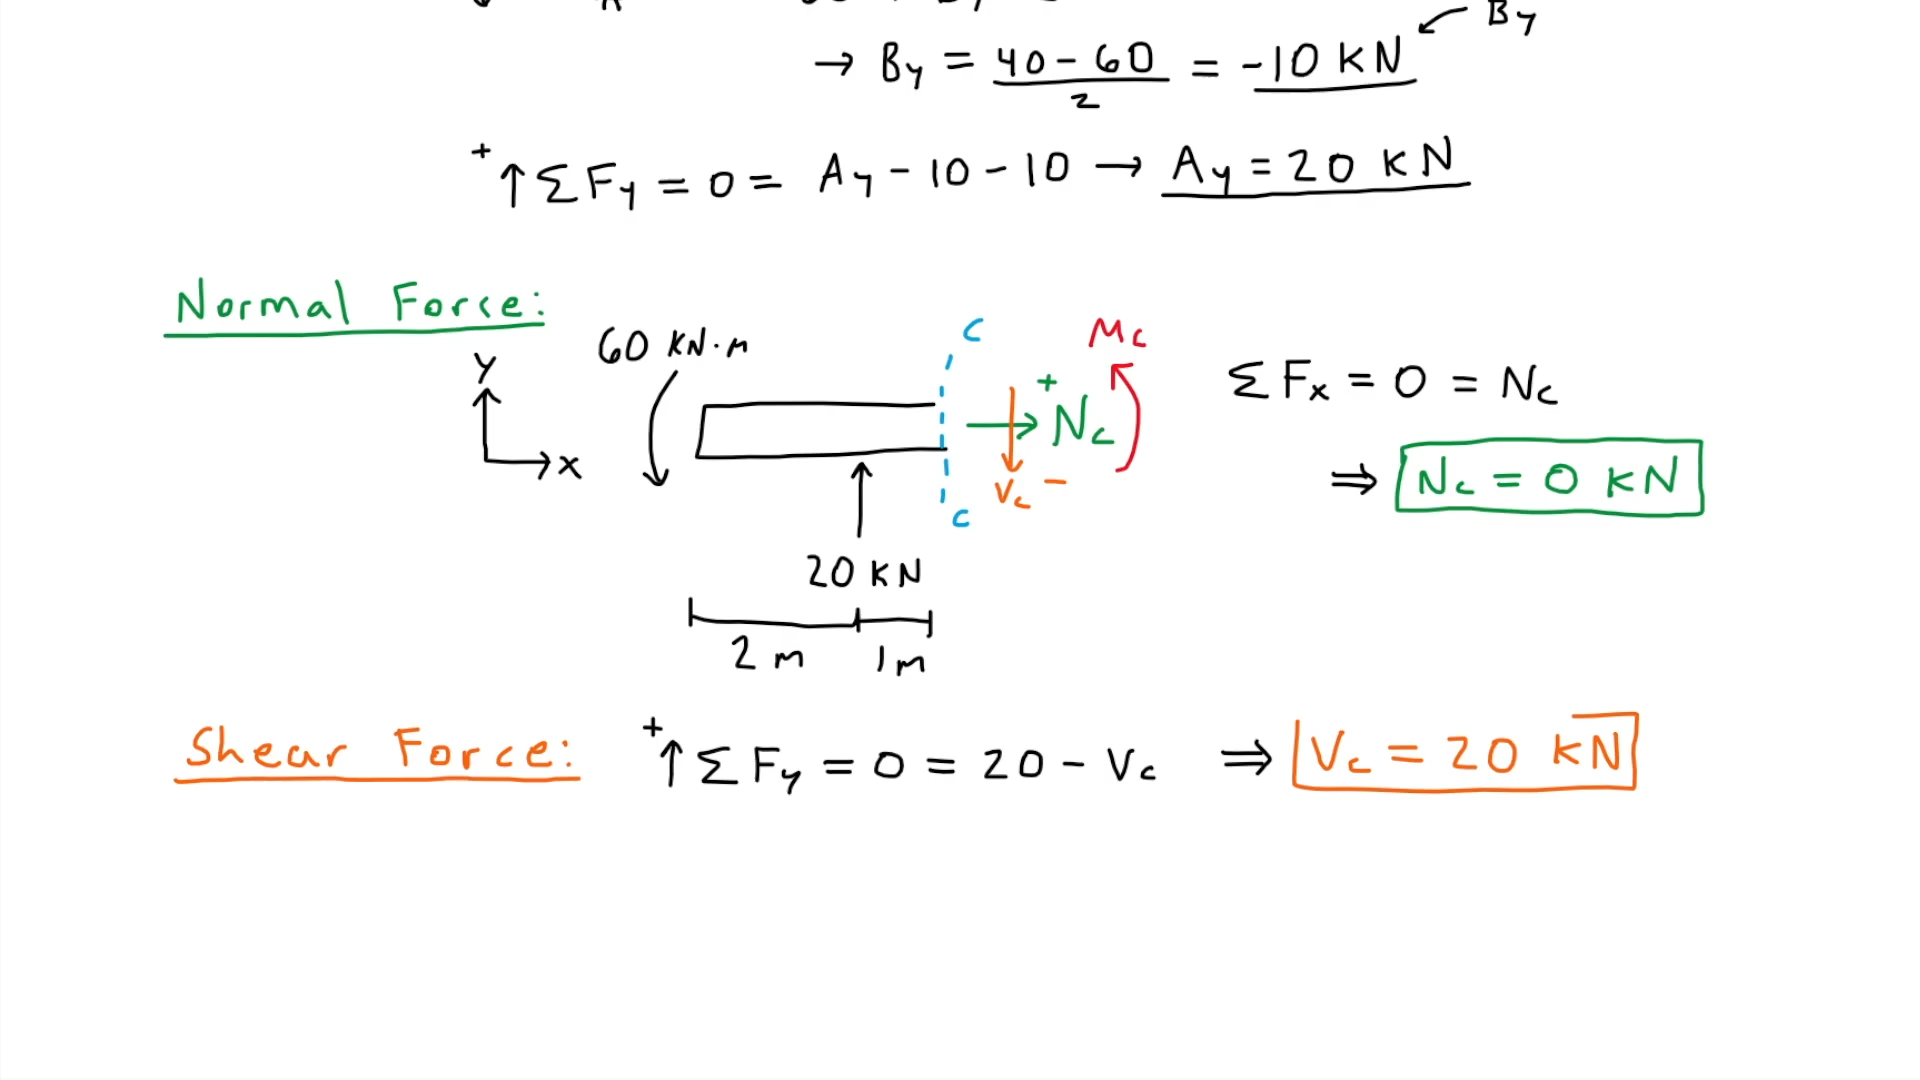 By
→ By = (40 - 60)/2 = -10 KN
+↑ΣFy = 0 = Ay - 10 - 10 → Ay = 20 KN
Normal Force:
60 KN·m
y
x
C
Mc
+
Nc
Vc -
C
20 KN
2 m
1 m
ΣFx = 0 = Nc
⇒ Nc = 0 KN
Shear Force: +↑ΣFy = 0 = 20 - Vc ⇒ Vc = 20 KN